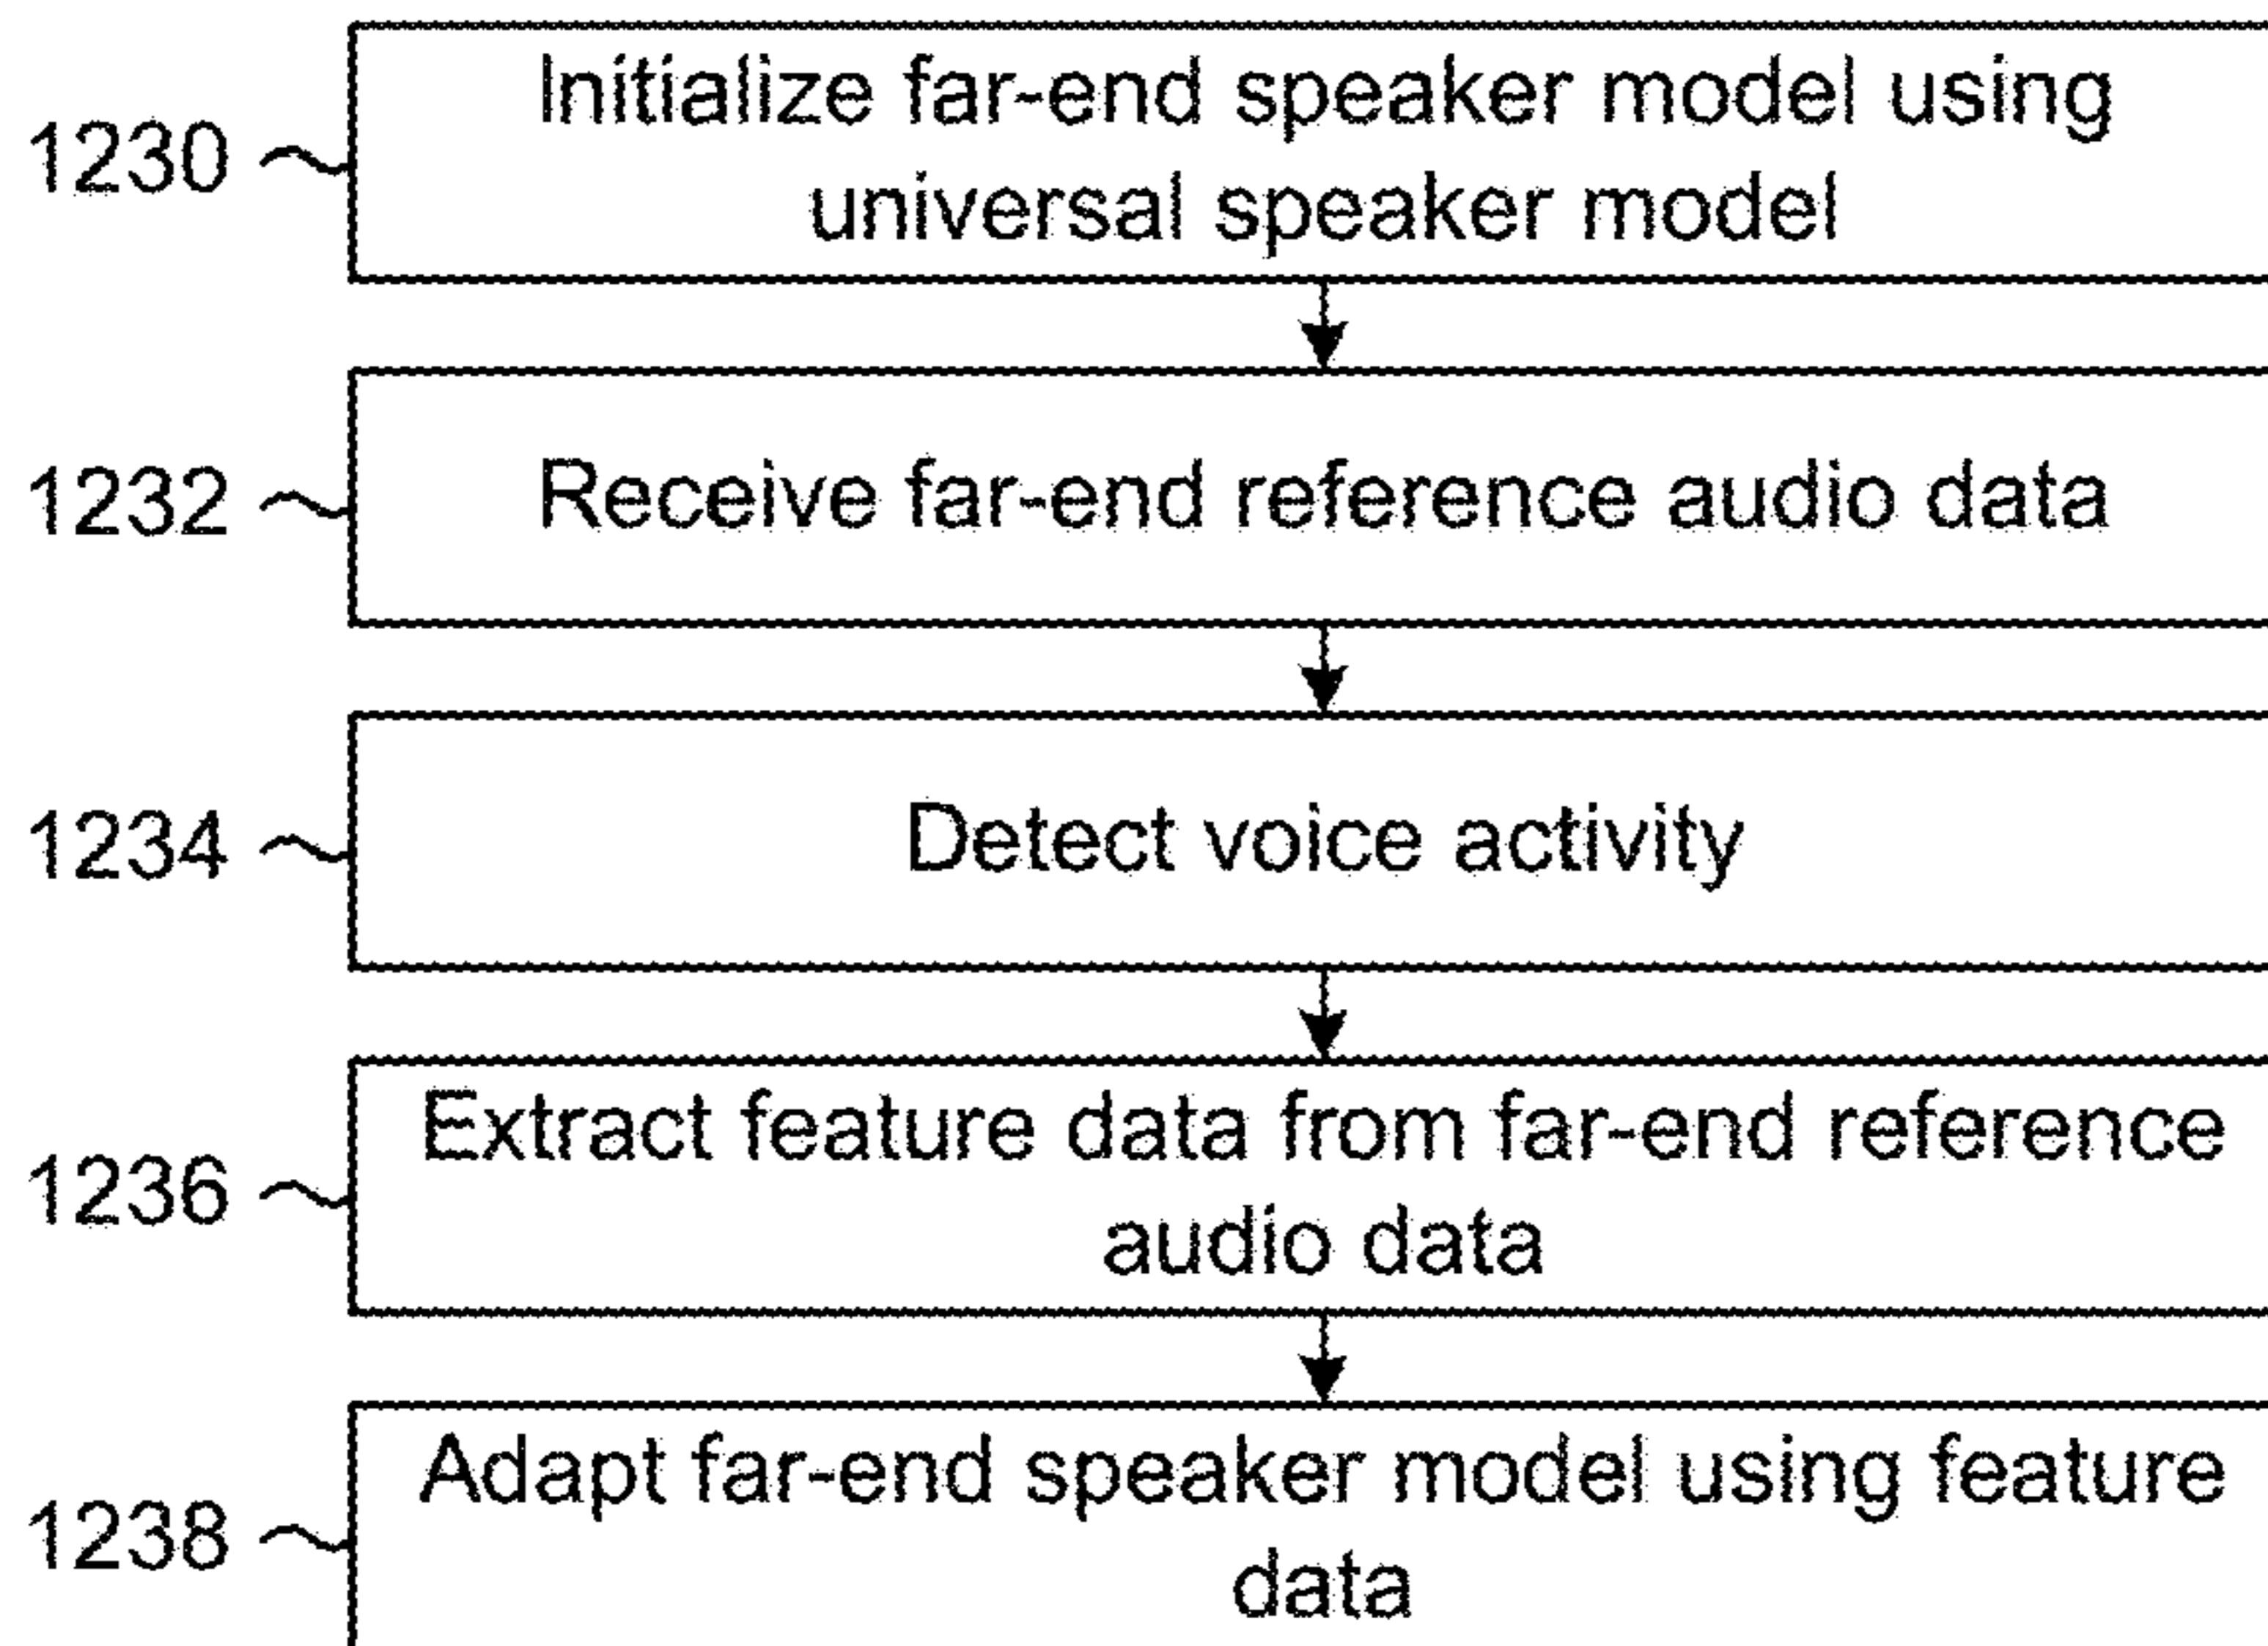 Initialize far-end speaker model using
1230
universal speaker model
1232
Receive far-end reference audio data
1234
Detect voice activity
Extract feature data from far-end reference
1236
audio data
Adapt far-end speaker model using feature
1238
data